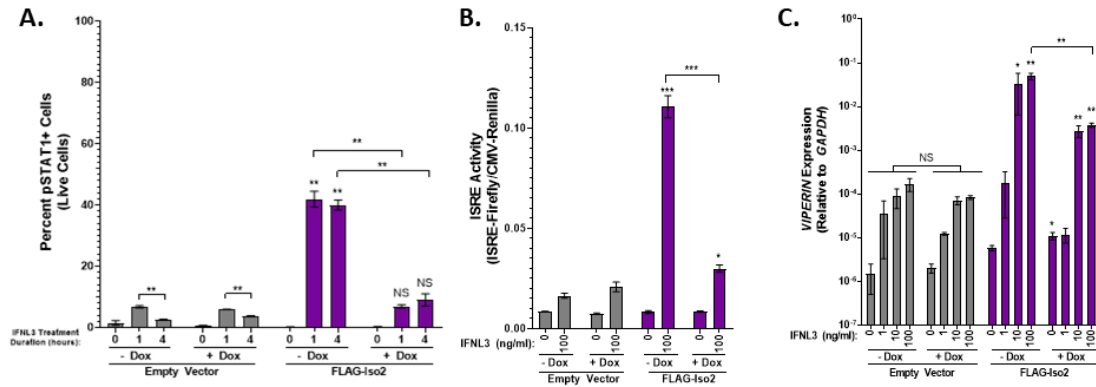 A.
Percent pSTAT1+ Cells
(Live Cells)
100
80
60
40
20
0
**
**
**
**
**
**
NS
NS
IFNL3 Treatment
Duration (hours):
0 1 4 0 1 4 0 1 4 0 1 4
- Dox + Dox - Dox + Dox
Empty Vector FLAG-Iso2
B.
ISRE Activity
(ISRE-Firefly/CMV-Renilla)
0.15
0.10
0.05
0.00
***
***
*
IFNL3 (ng/ml):
0 100 0 100 0 100 0 100
- Dox + Dox - Dox + Dox
Empty Vector FLAG-Iso2
C.
VIPERIN Expression
(Relative to GAPDH)
10⁰
10⁻¹
10⁻²
10⁻³
10⁻⁴
10⁻⁵
10⁻⁶
10⁻⁷
**
* **
** **
NS
*
IFNL3 (ng/ml):
0 1 10 100 0 1 10 100 0 1 10 100 0 1 10 100
- Dox + Dox - Dox + Dox
Empty Vector FLAG-Iso2